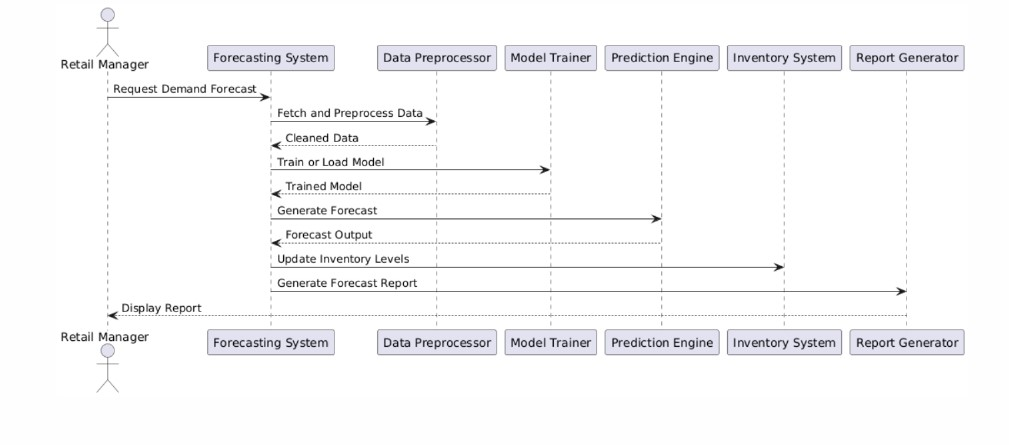 Retail Manager
Forecasting System
Data Preprocessor
Model Trainer
Prediction Engine
Inventory System
Report Generator
Request Demand Forecast
Fetch and Preprocess Data
Cleaned Data
Train or Load Model
Trained Model
Generate Forecast
Forecast Output
Update Inventory Levels
Generate Forecast Report
Display Report
Retail Manager
Forecasting System
Data Preprocessor
Model Trainer
Prediction Engine
Inventory System
Report Generator